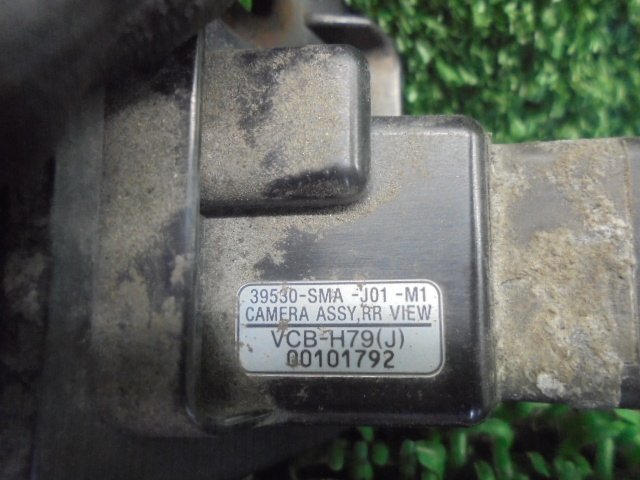 39530-SMA -J01 -M1
CAMERA ASSY,RR VIEW
VCB-H79(J)
00101792